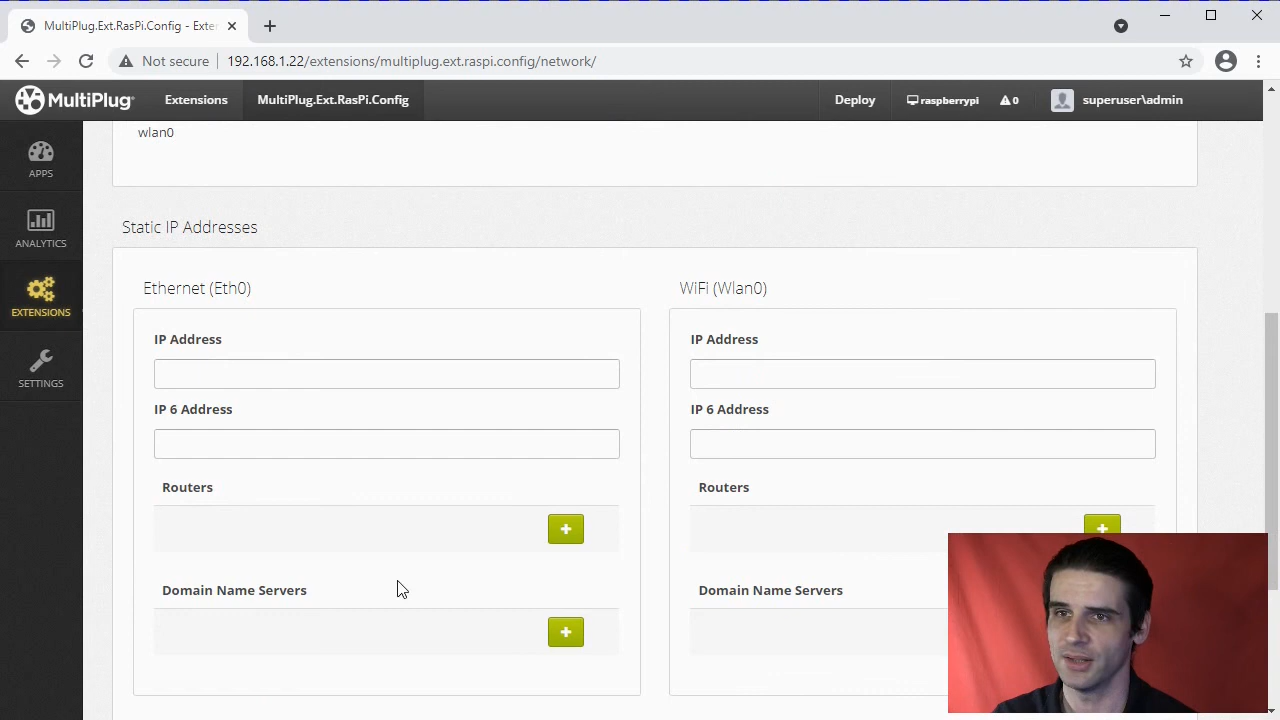 MultiPlug.Ext.RasPi.Config - Exte
Not secure
192.168.1.22/extensions/multiplug.ext.raspi.config/network/
MultiPlug
Extensions
MultiPlug.Ext.RasPi.Config
Deploy
raspberrypi
0
superuser\admin
APPS
ANALYTICS
EXTENSIONS
SETTINGS
wlan0
Static IP Addresses
Ethernet (Eth0)
IP Address
IP 6 Address
Routers
Domain Name Servers
WiFi (Wlan0)
IP Address
IP 6 Address
Routers
Domain Name Servers